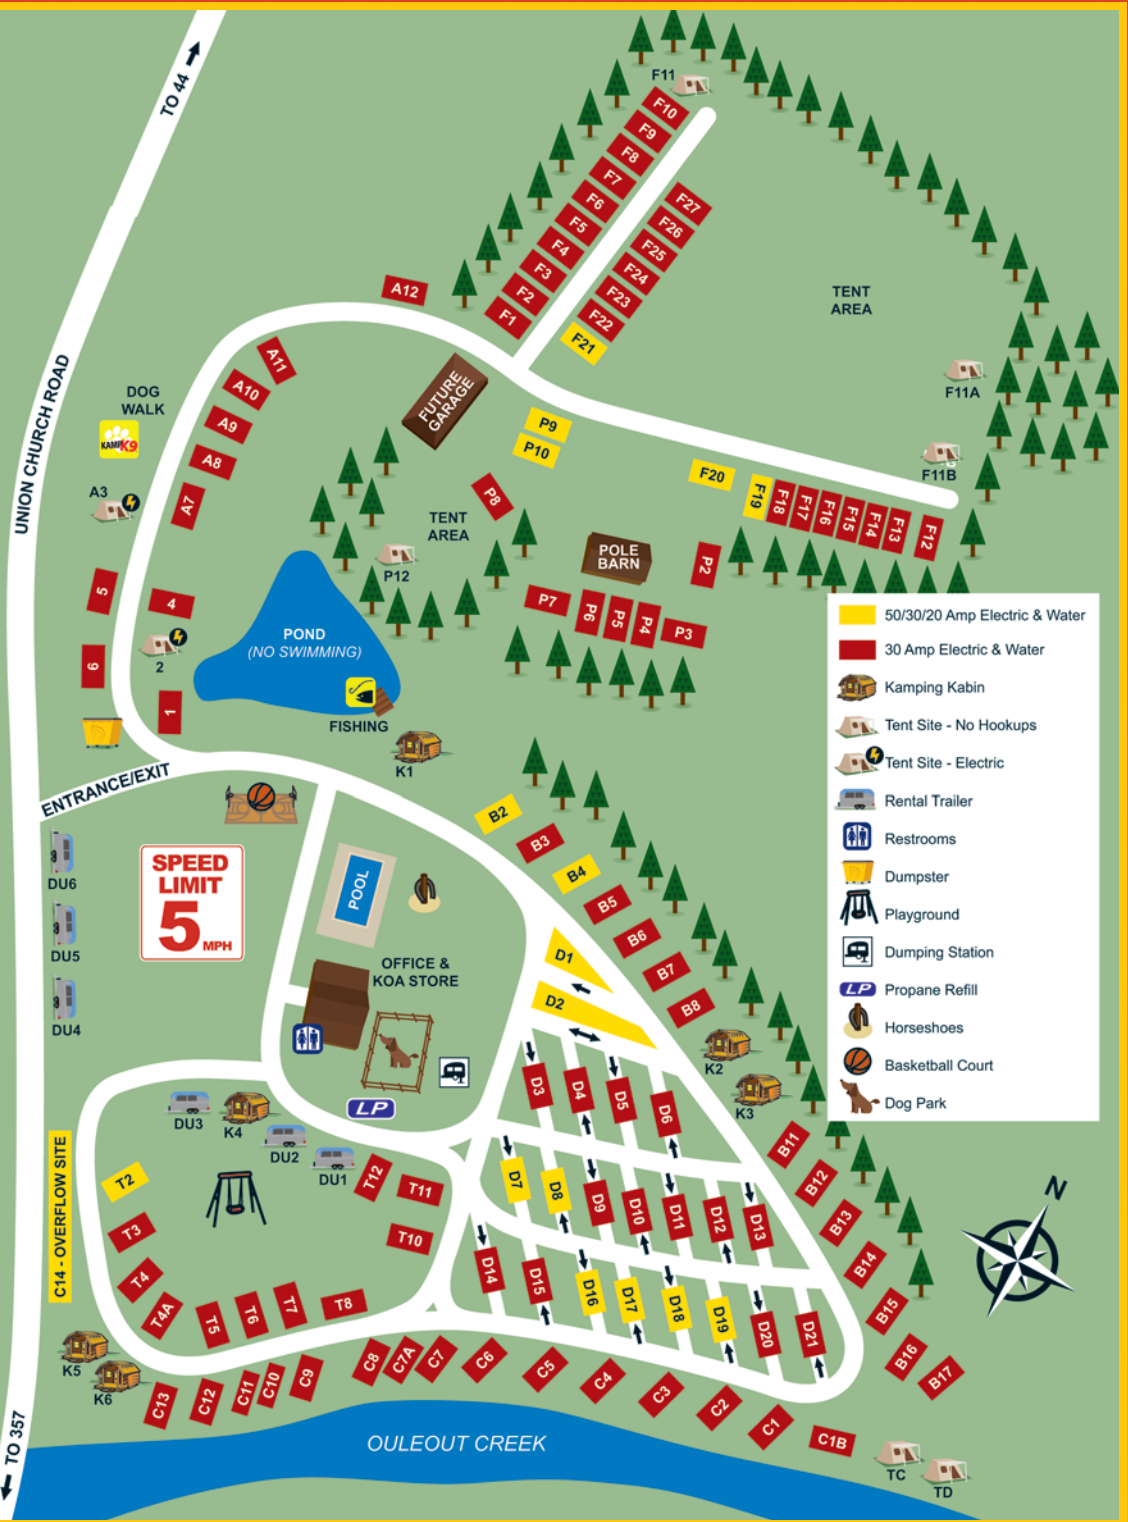 TO 44
F11
F10
F9
F8
F7
F6
F5
F4
F3
F2
F1
F27
F26
F25
F24
F23
F22
F21
A12
TENT
AREA
A11
A10
A9
A8
A7
UNION CHURCH ROAD
DOG
WALK
KAMPK9
A3
FUTURE
GARAGE
P9
P10
F11A
F11B
F20
F19
F18
F17
F16
F15
F14
F13
F12
P8
TENT
AREA
P12
POLE
BARN
P2
P7
P6
P5
P4
P3
5
4
6
2
1
POND
(NO SWIMMING)
FISHING
K1
ENTRANCE/EXIT
50/30/20 Amp Electric & Water
30 Amp Electric & Water
Kamping Kabin
Tent Site - No Hookups
Tent Site - Electric
Rental Trailer
Restrooms
Dumpster
Playground
Dumping Station
LP Propane Refill
Horseshoes
Basketball Court
Dog Park
DU6
DU5
DU4
SPEED
LIMIT
5 MPH
POOL
OFFICE &
KOA STORE
LP
B2
B3
B4
B5
B6
B7
B8
D1
D2
K2
K3
D3
D4
D5
D6
DU3
K4
DU2
DU1
T12
T11
T10
T2
T3
T4
T4A
T5
T6
T7
T8
C14 - OVERFLOW SITE
D7
D8
D9
D10
D11
D12
D13
D14
D15
D16
D17
D18
D19
D20
D21
B11
B12
B13
B14
B15
B16
B17
N
K5
K6
C13
C12
C11
C10
C9
C8
C7A
C7
C6
C5
C4
C3
C2
C1
C1B
TC
TD
TO 357
OULEOUT CREEK